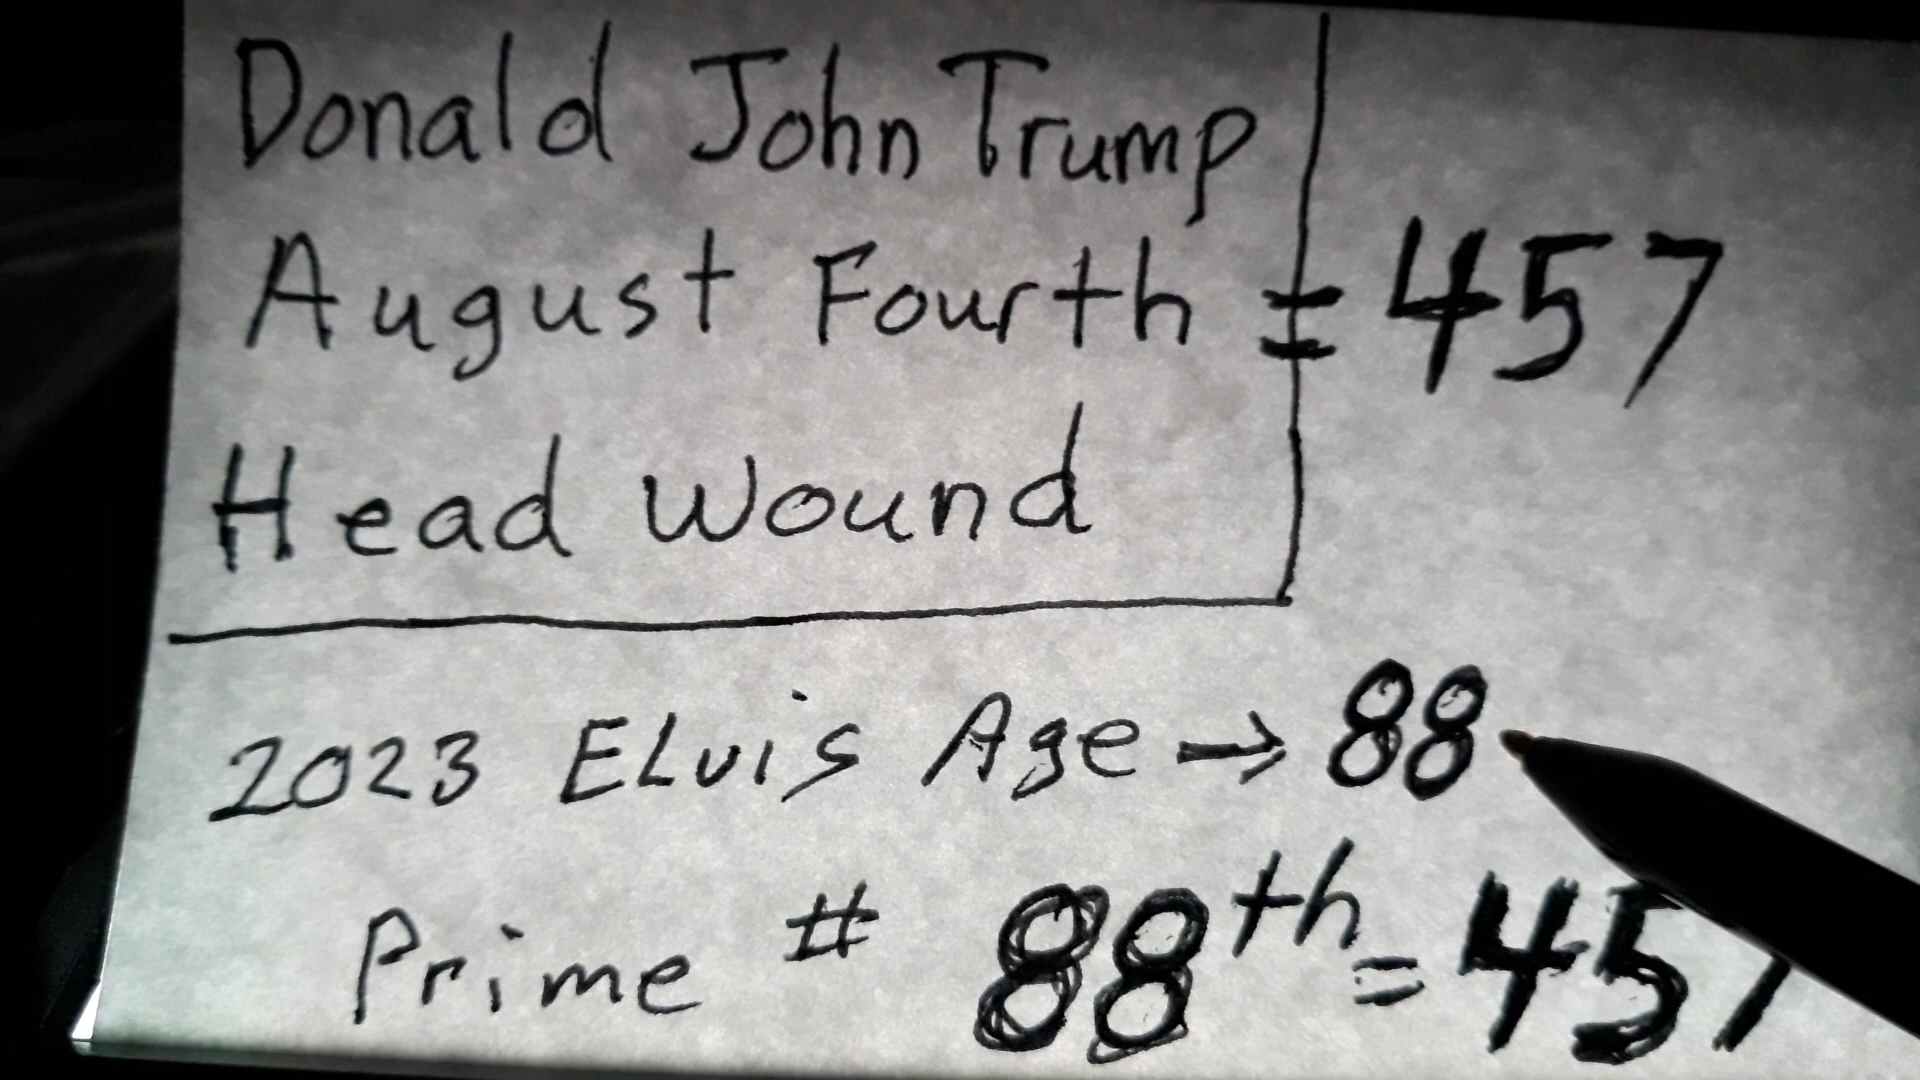 Donald John Trump
August Fourth = 457
Head Wound
2023 ELvis Age → 88
Prime # 88th = 457